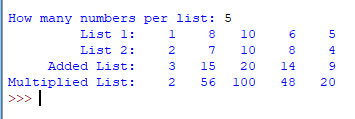 How many numbers per list: 5
List 1: 1 8 10 6 5
List 2: 2 7 10 8 4
Added List: 3 15 20 14 9
Multiplied List: 2 56 100 48 20
>>>